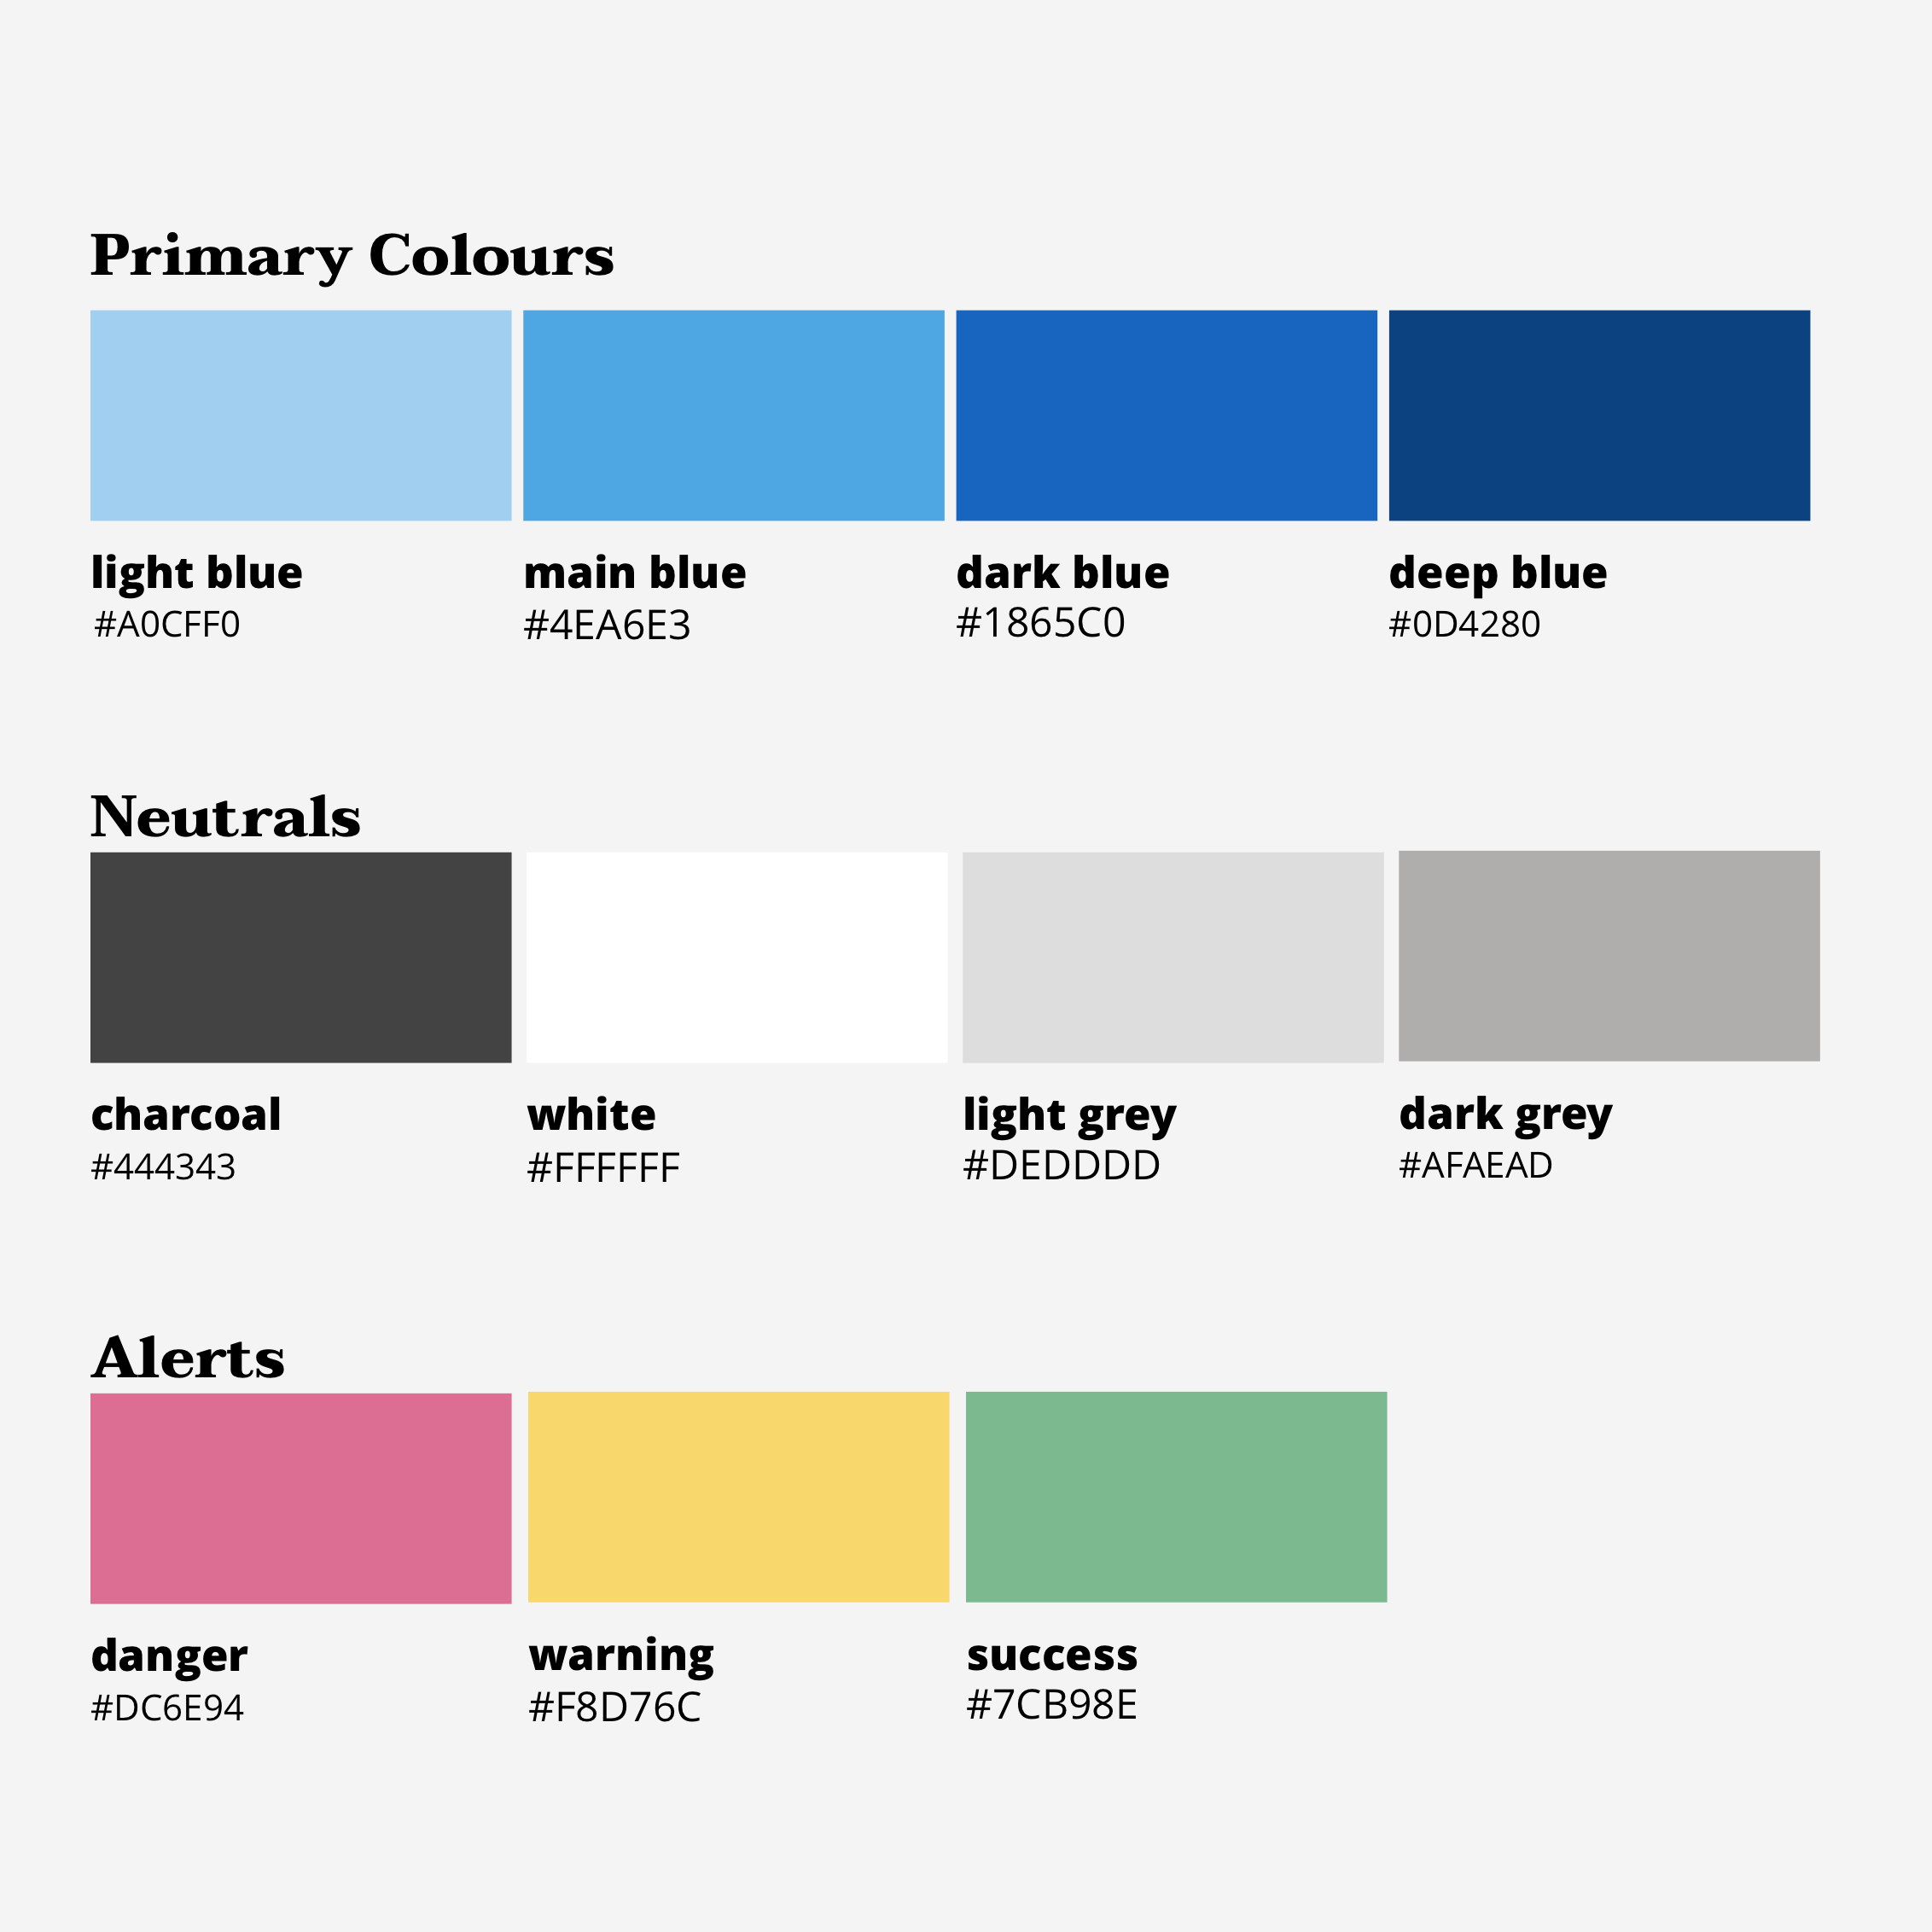 Primary Colours
light blue
#A0CFF0
main blue
#4EA6E3
dark blue
#1865C0
deep blue
#0D4280
Neutrals
charcoal
#444343
white
#FFFFFF
light grey
#DEDDDD
dark grey
#AFAEAD
Alerts
danger
#DC6E94
warning
#F8D76C
success
#7CB98E